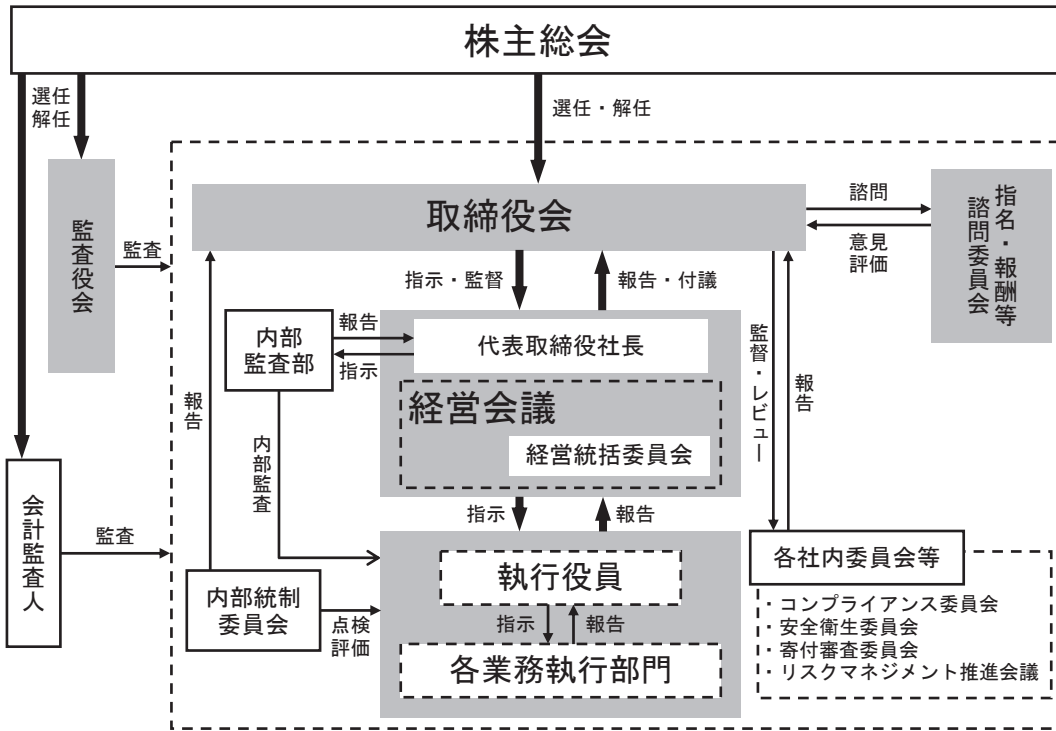 株主総会
選任
解任
選任・解任
監査役会
監査
取締役会
諮問
意見
評価
指名・報酬等
諮問委員会
指示・監督
報告・付議
内部
監査部
報告
指示
代表取締役社長
経営会議
経営統括委員会
監督・レビュー
報告
報告
内部監査
指示
報告
会計監査人
監査
内部統制
委員会
点検
評価
執行役員
指示
報告
各業務執行部門
各社内委員会等
・コンプライアンス委員会
・安全衛生委員会
・寄付審査委員会
・リスクマネジメント推進会議